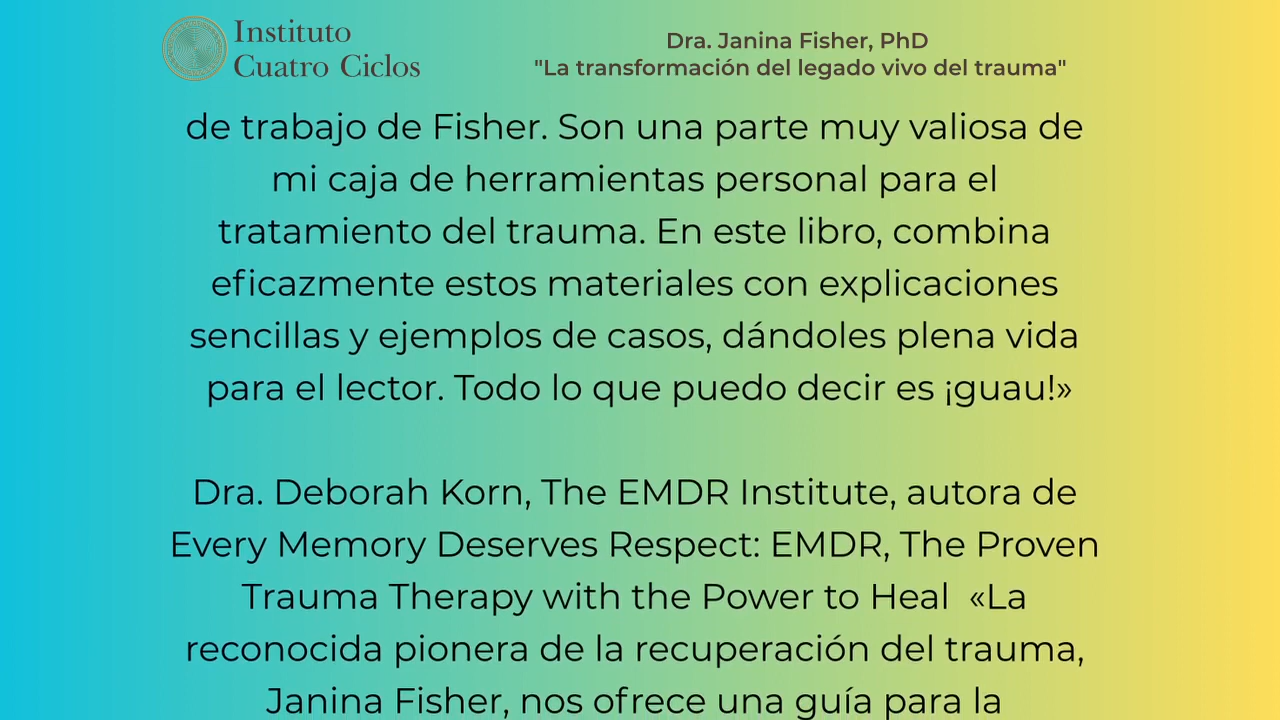 Instituto
Cuatro Ciclos
Dra. Janina Fisher, PhD
"La transformación del legado vivo del trauma"
de trabajo de Fisher. Son una parte muy valiosa de
mi caja de herramientas personal para el
tratamiento del trauma. En este libro, combina
eficazmente estos materiales con explicaciones
sencillas y ejemplos de casos, dándoles plena vida
para el lector. Todo lo que puedo decir es ¡guau!»
Dra. Deborah Korn, The EMDR Institute, autora de
Every Memory Deserves Respect: EMDR, The Proven
Trauma Therapy with the Power to Heal «La
reconocida pionera de la recuperación del trauma,
Janina Fisher, nos ofrece una guía para la